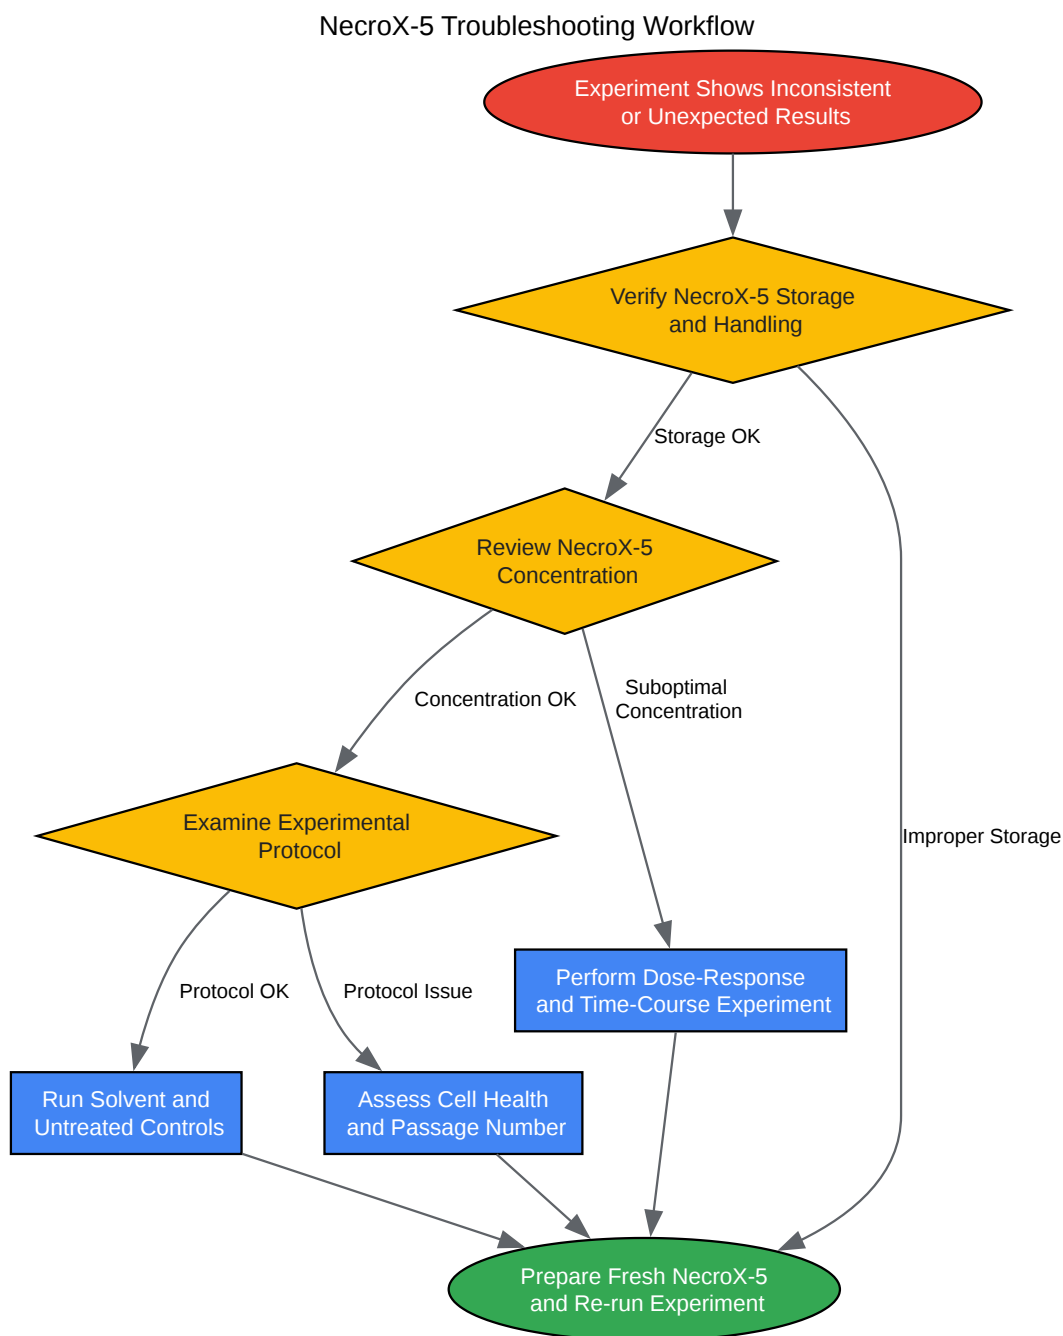 NecroX-5 Troubleshooting Workflow
Experiment Shows Inconsistent
or Unexpected Results
Verify NecroX-5 Storage
and Handling
Storage OK
Review NecroX-5
Concentration
Concentration OK
Suboptimal
Concentration
Examine Experimental
Protocol
Improper Storage
Protocol OK
Protocol Issue
Perform Dose-Response
and Time-Course Experiment
Run Solvent and
Untreated Controls
Assess Cell Health
and Passage Number
Prepare Fresh NecroX-5
and Re-run Experiment